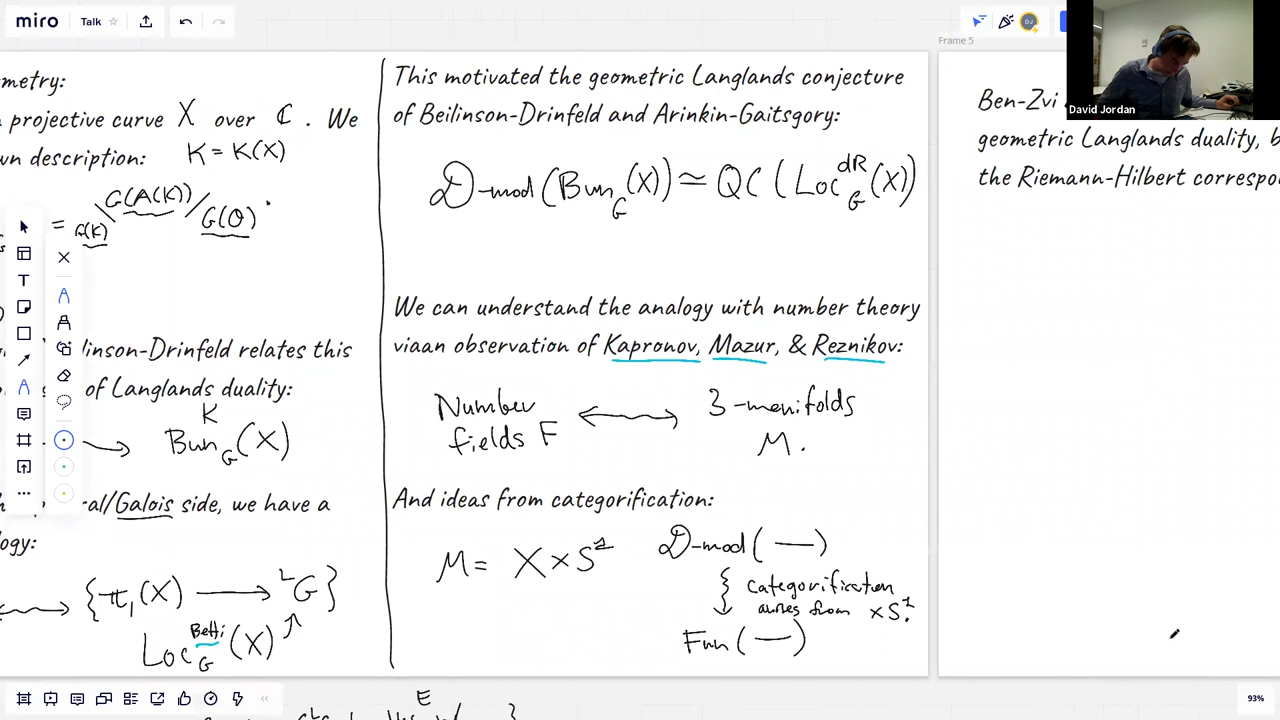 miro
Talk
Frame 5
David Jordan
metry:
projective curve X over ℂ. We
wn description: K = K(X)
= G(K)\G(A(K))/G(O).
linson-Drinfeld relates this
of Langlands duality:
K
Bun_G(X)
al/Galois side, we have a
logy:
{π₁(X) → ᴸG}
Loc_G^Betti (X)
This motivated the geometric Langlands conjecture
of Beilinson-Drinfeld and Arinkin-Gaitsgory:
D-mod(Bun_G(X)) ≃ QC(Loc_G^dR(X))
We can understand the analogy with number theory
viaan observation of Kapronov, Mazur, & Reznikov:
Number fields F ↔ 3-manifolds M.
And ideas from categorification:
M = X × S¹
D-mod(—)
categorification
arises from × S¹.
Fun(—)
Ben-Zvi
geometric Langlands duality, b
the Riemann-Hilbert correspo
E
93%